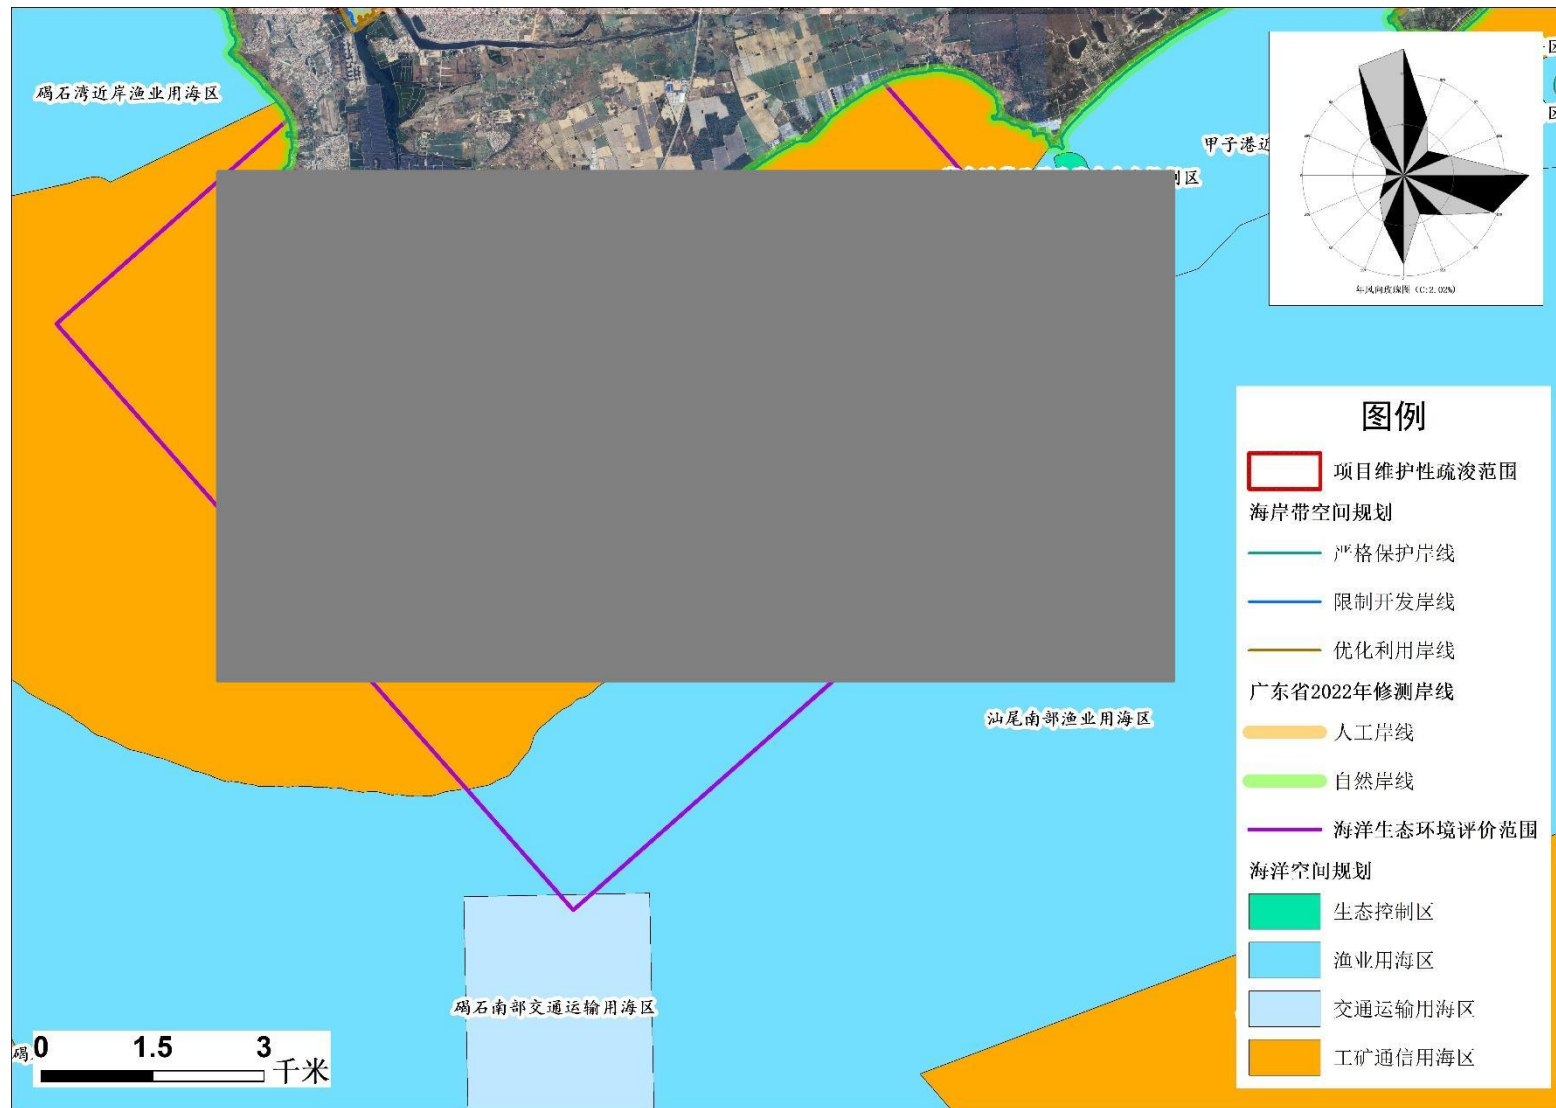 碣石湾近岸渔业用海区
区
区
甲子港近
区
年风向玫瑰图(C:2.02%)
图例
项目维护性疏浚范围
海岸带空间规划
严格保护岸线
限制开发岸线
优化利用岸线
广东省2022年修测岸线
人工岸线
自然岸线
海洋生态环境评价范围
海洋空间规划
生态控制区
渔业用海区
交通运输用海区
工矿通信用海区
汕尾南部渔业用海区
碣石南部交通运输用海区
碣
0 1.5 3
千米